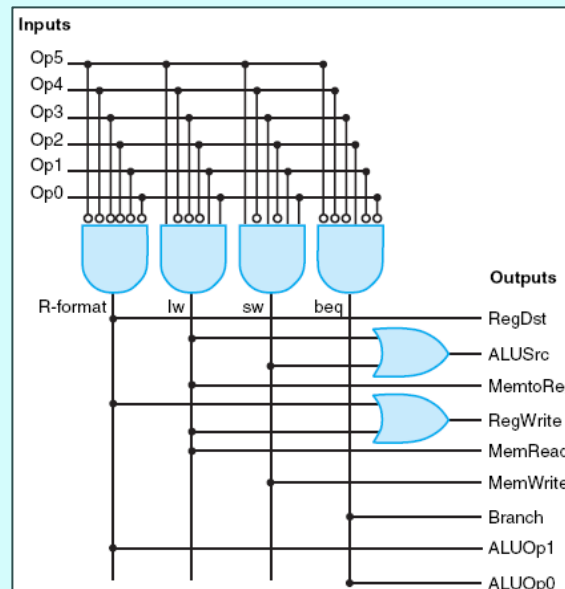 Inputs
Op5
Op4
Op3
Op2
Op1
Op0
Outputs
R-format lw sw beq
RegDst
ALUSrc
MemtoRe
RegWrite
MemRead
MemWrite
Branch
ALUOp1
ALUOp0